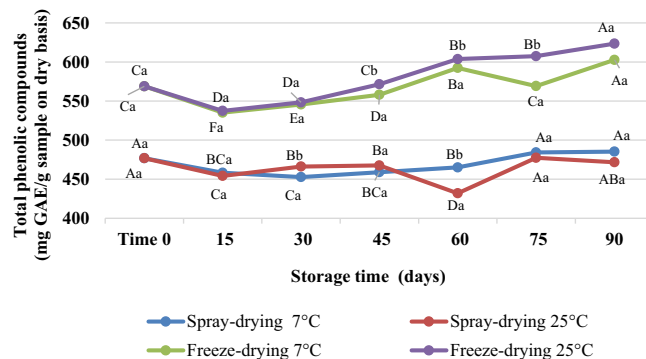 Total phenolic compounds
(mg GAE/g sample on dry basis)
650
600
550
500
450
400
Ca
Ca
Da
Fa
Da
Ea
Cb
Da
Bb
Ba
Bb
Ca
Aa
Aa
Aa
Aa
BCa
Ca
Bb
Ca
Ba
BCa
Bb
Da
Aa
Aa
Aa
ABa
Time 0 15 30 45 60 75 90
Storage time (days)
Spray-drying 7°C Spray-drying 25°C
Freeze-drying 7°C Freeze-drying 25°C